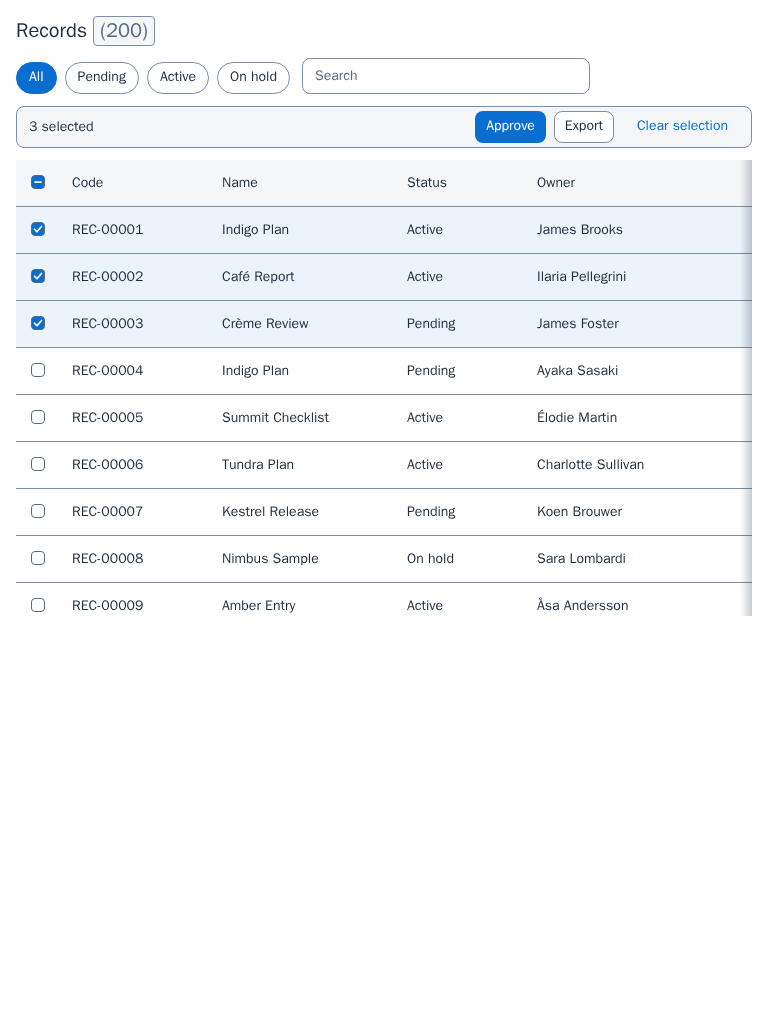 Records (200)
All Pending Active On hold Search
3 selected Approve Export Clear selection
Code Name Status Owner
REC-00001 Indigo Plan Active James Brooks
REC-00002 Café Report Active Ilaria Pellegrini
REC-00003 Crème Review Pending James Foster
REC-00004 Indigo Plan Pending Ayaka Sasaki
REC-00005 Summit Checklist Active Élodie Martin
REC-00006 Tundra Plan Active Charlotte Sullivan
REC-00007 Kestrel Release Pending Koen Brouwer
REC-00008 Nimbus Sample On hold Sara Lombardi
REC-00009 Amber Entry Active Åsa Andersson